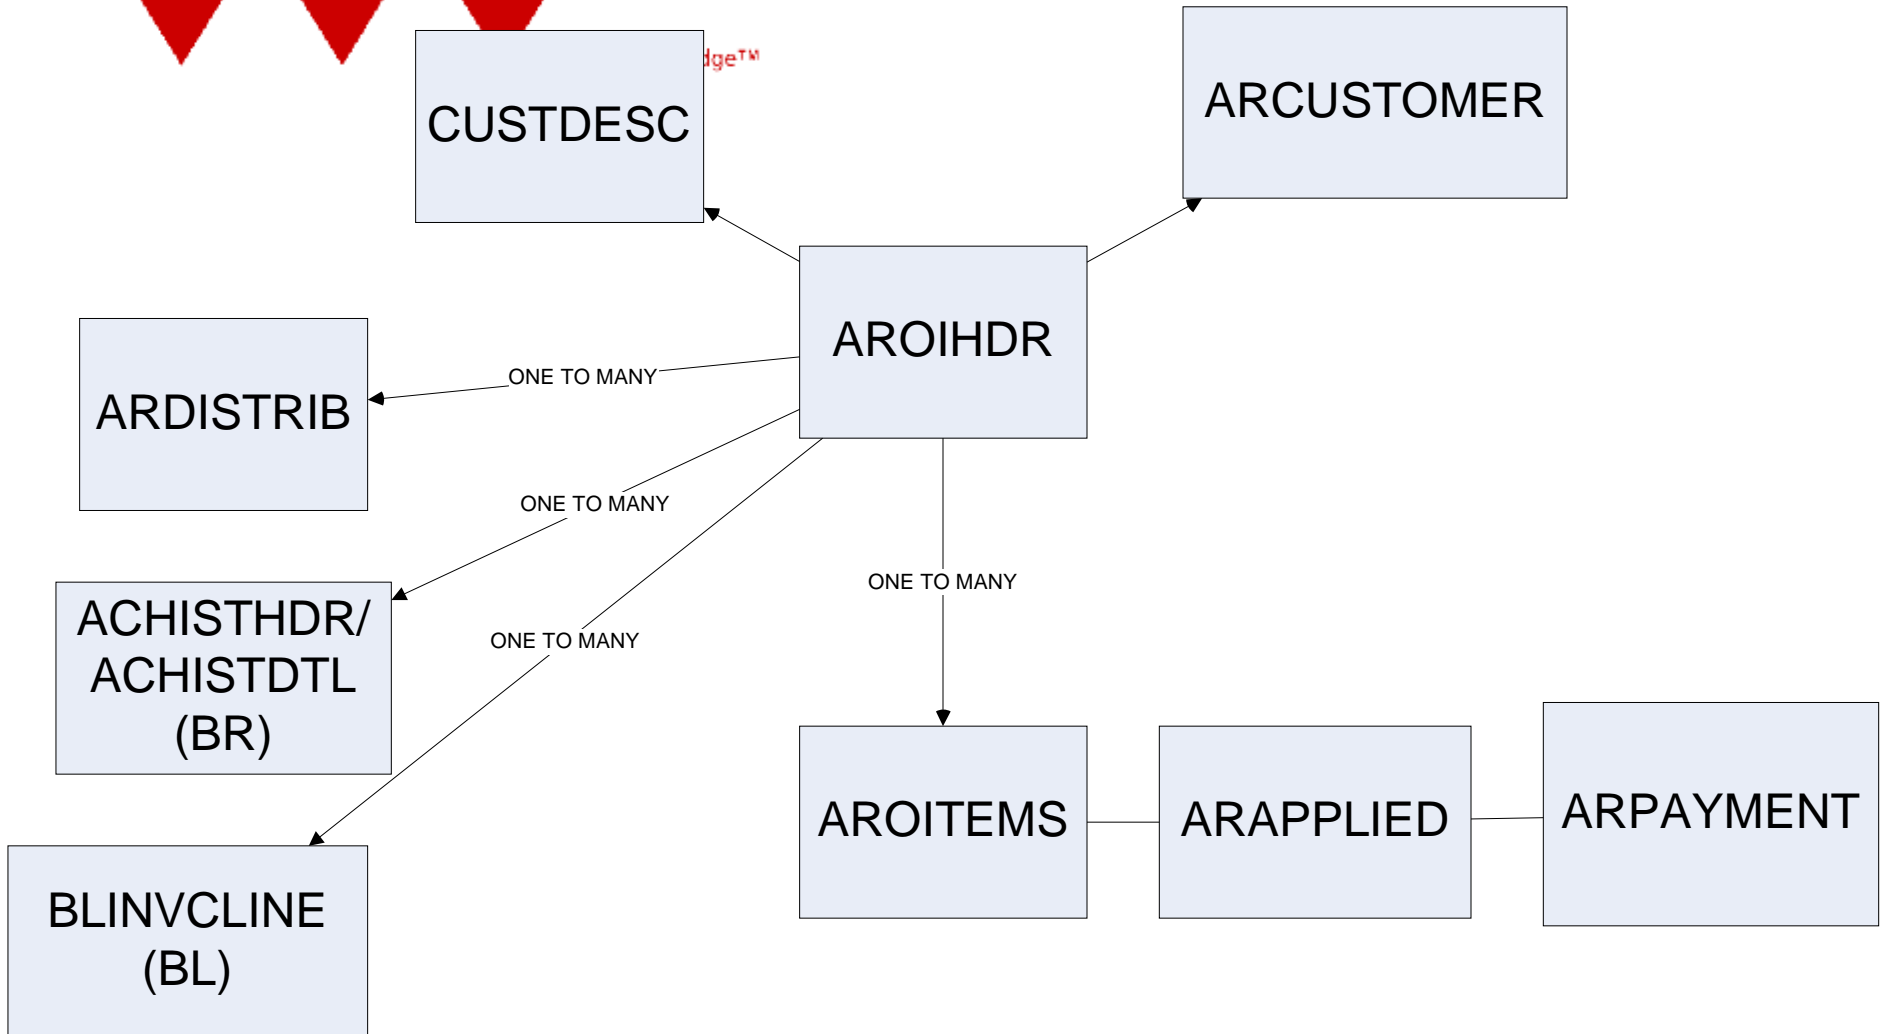 CUSTDESC
ARCUSTOMER
AROIHDR
ONE TO MANY
ARDISTRIB
ONE TO MANY
ONE TO MANY
ACHISTHDR/
ACHISTDTL
(BR)
ONE TO MANY
AROITEMS
ARAPPLIED
ARPAYMENT
BLINVCLINE
(BL)